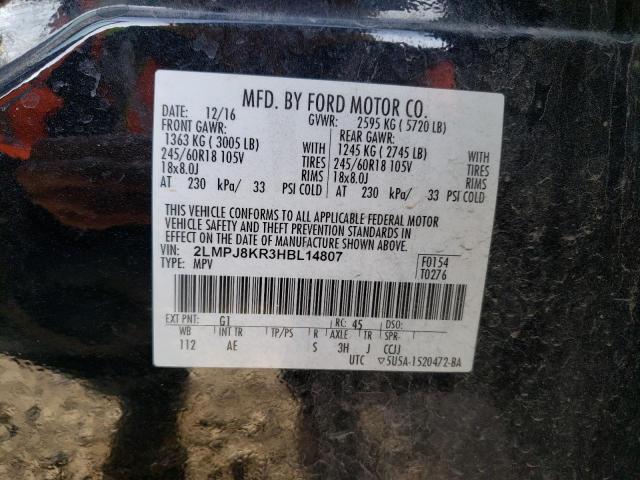 MFD. BY FORD MOTOR CO.
DATE: 12/16 GVWR: 2595 KG ( 5720 LB)
FRONT GAWR: REAR GAWR:
1363 KG ( 3005 LB) WITH 1245 KG ( 2745 LB) WITH
245/60R18 105V TIRES 245/60R18 105V TIRES
18x8.0J RIMS 18x8.0J RIMS
AT 230 kPa/ 33 PSI COLD AT 230 kPa/ 33 PSI COLD
THIS VEHICLE CONFORMS TO ALL APPLICABLE FEDERAL MOTOR
VEHICLE SAFETY AND THEFT PREVENTION STANDARDS IN
EFFECT ON THE DATE OF MANUFACTURE SHOWN ABOVE.
VIN: 2LMPJ8KR3HBL14807 F0154
TYPE: MPV T0276
EXT PNT: G1 RC: 45 DSO:
WB INT TR TP/PS R AXLE TR SPR-
112 AE S 3H J CCJJ
UTC ▽5U5A-1520472-BA